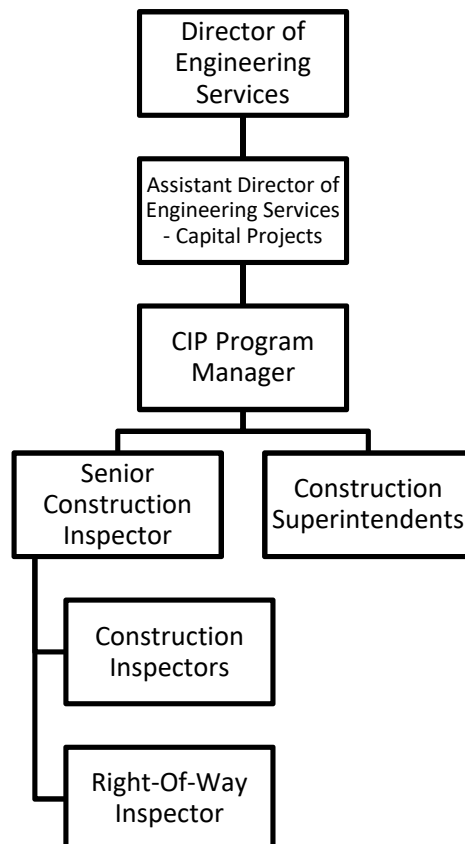 Director of
Engineering
Services
Assistant Director of
Engineering Services
- Capital Projects
CIP Program
Manager
Senior
Construction
Inspector
Construction
Superintendents
Construction
Inspectors
Right-Of-Way
Inspector